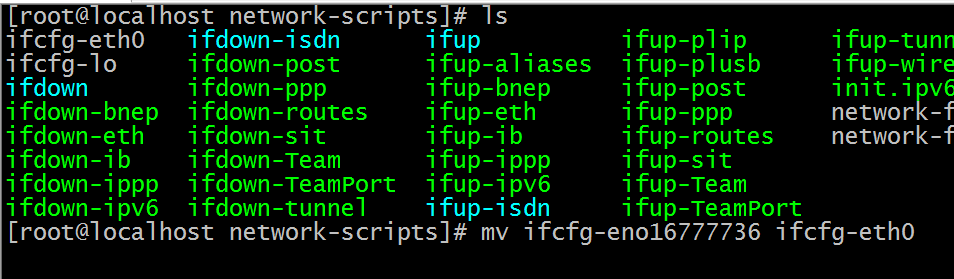 [root@localhost network-scripts]# ls
ifcfg-eth0 ifdown-isdn ifup ifup-plip ifup-tunn
ifcfg-lo ifdown-post ifup-aliases ifup-plusb ifup-wire
ifdown ifdown-ppp ifup-bnep ifup-post init.ipv6
ifdown-bnep ifdown-routes ifup-eth ifup-ppp network-f
ifdown-eth ifdown-sit ifup-ib ifup-routes network-f
ifdown-ib ifdown-Team ifup-ippp ifup-sit
ifdown-ippp ifdown-TeamPort ifup-ipv6 ifup-Team
ifdown-ipv6 ifdown-tunnel ifup-isdn ifup-TeamPort
[root@localhost network-scripts]# mv ifcfg-eno16777736 ifcfg-eth0